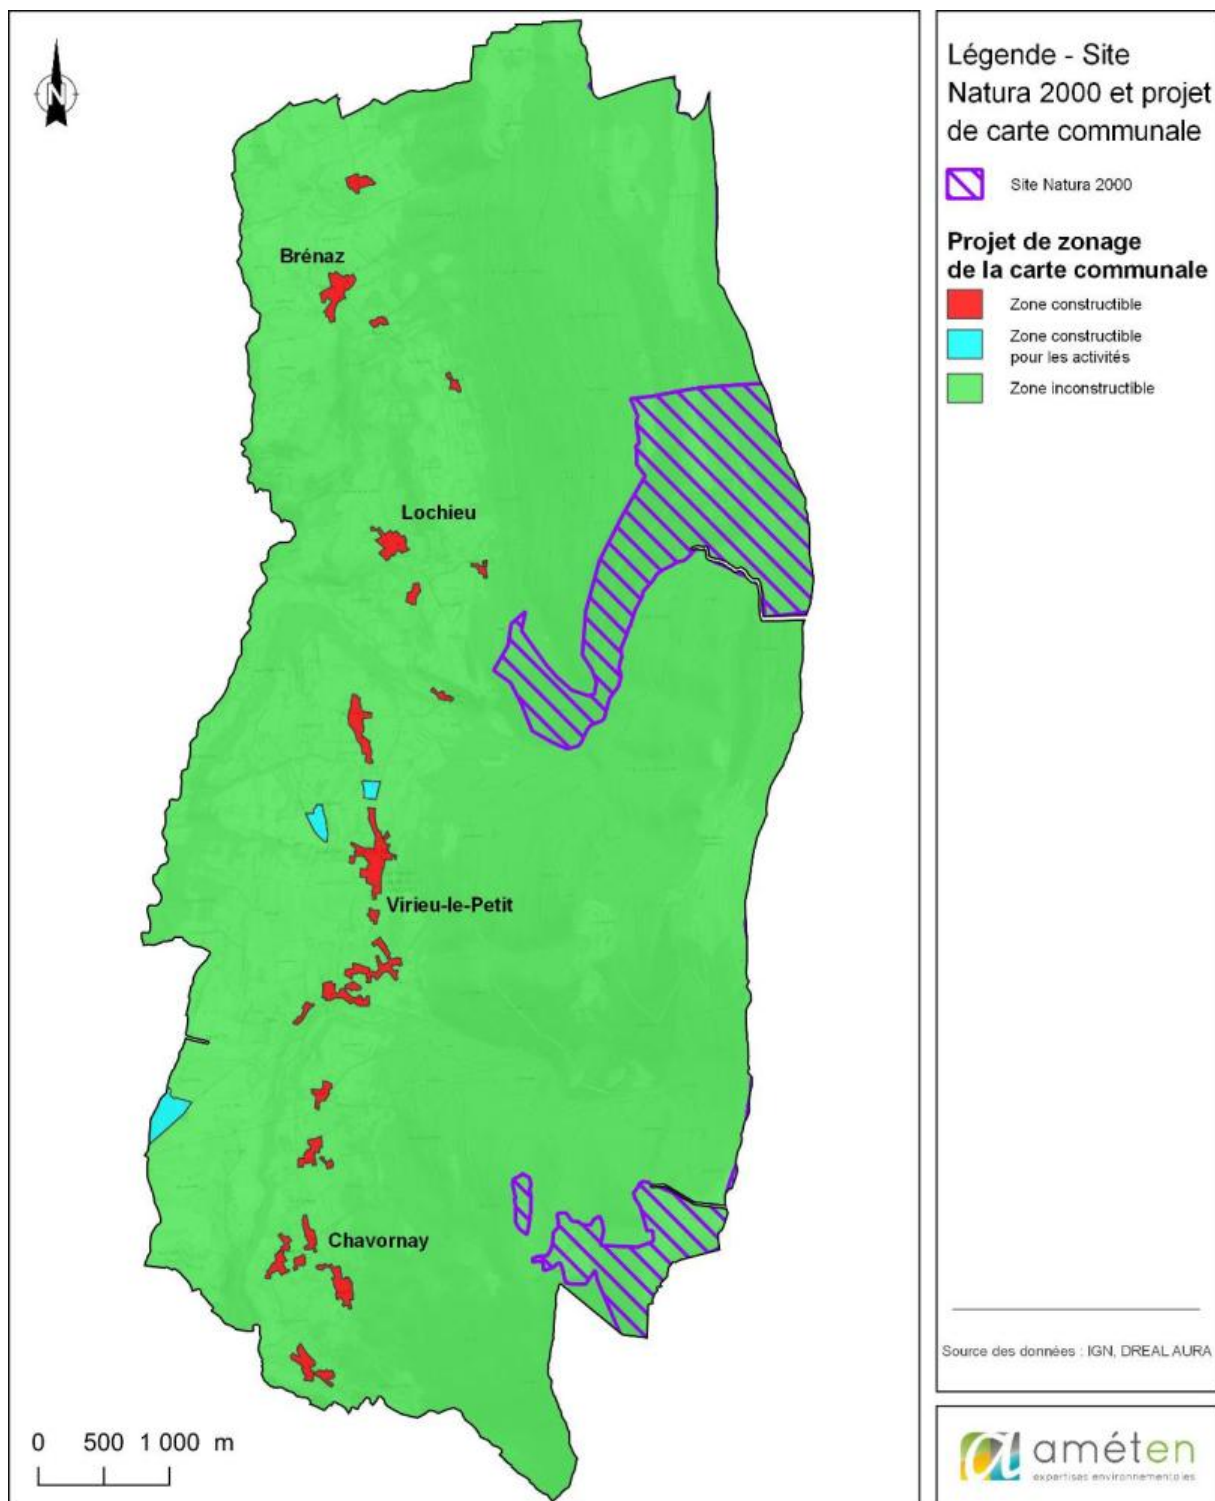 N
Brénaz
Lochieu
Virieu-le-Petit
Chavornay
0 500 1 000 m
Légende - Site
Natura 2000 et projet
de carte communale
Site Natura 2000
Projet de zonage
de la carte communale
Zone constructible
Zone constructible
pour les activités
Zone inconstructible
Source des données : IGN, DREAL AURA
améten
expertises environnementales